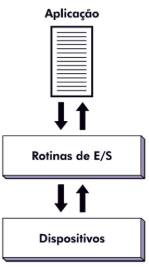 Aplicação
Rotinas de E/S
Dispositivos